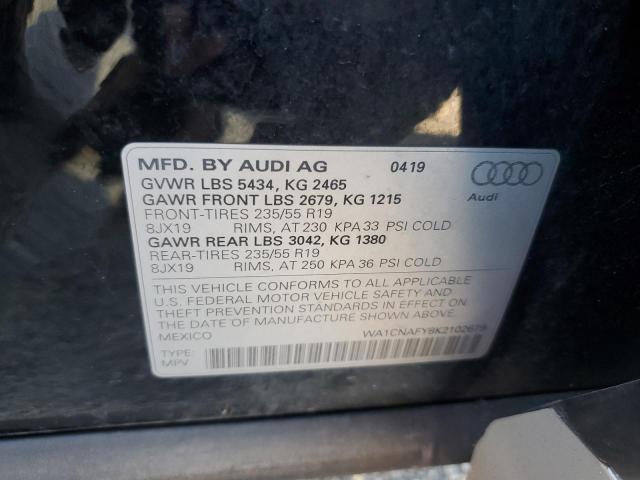 MFD. BY AUDI AG 0419
GVWR LBS 5434, KG 2465
GAWR FRONT LBS 2679, KG 1215
FRONT-TIRES 235/55 R19
8JX19 RIMS, AT 230 KPA 33 PSI COLD
GAWR REAR LBS 3042, KG 1380
REAR-TIRES 235/55 R19
8JX19 RIMS, AT 250 KPA 36 PSI COLD
Audi
THIS VEHICLE CONFORMS TO ALL APPLICABLE
U.S. FEDERAL MOTOR VEHICLE SAFETY AND
THEFT PREVENTION STANDARDS IN EFFECT ON
THE DATE OF MANUFACTURE SHOWN ABOVE.
MEXICO
WA1CNAFY8K2102675
TYPE:
MPV